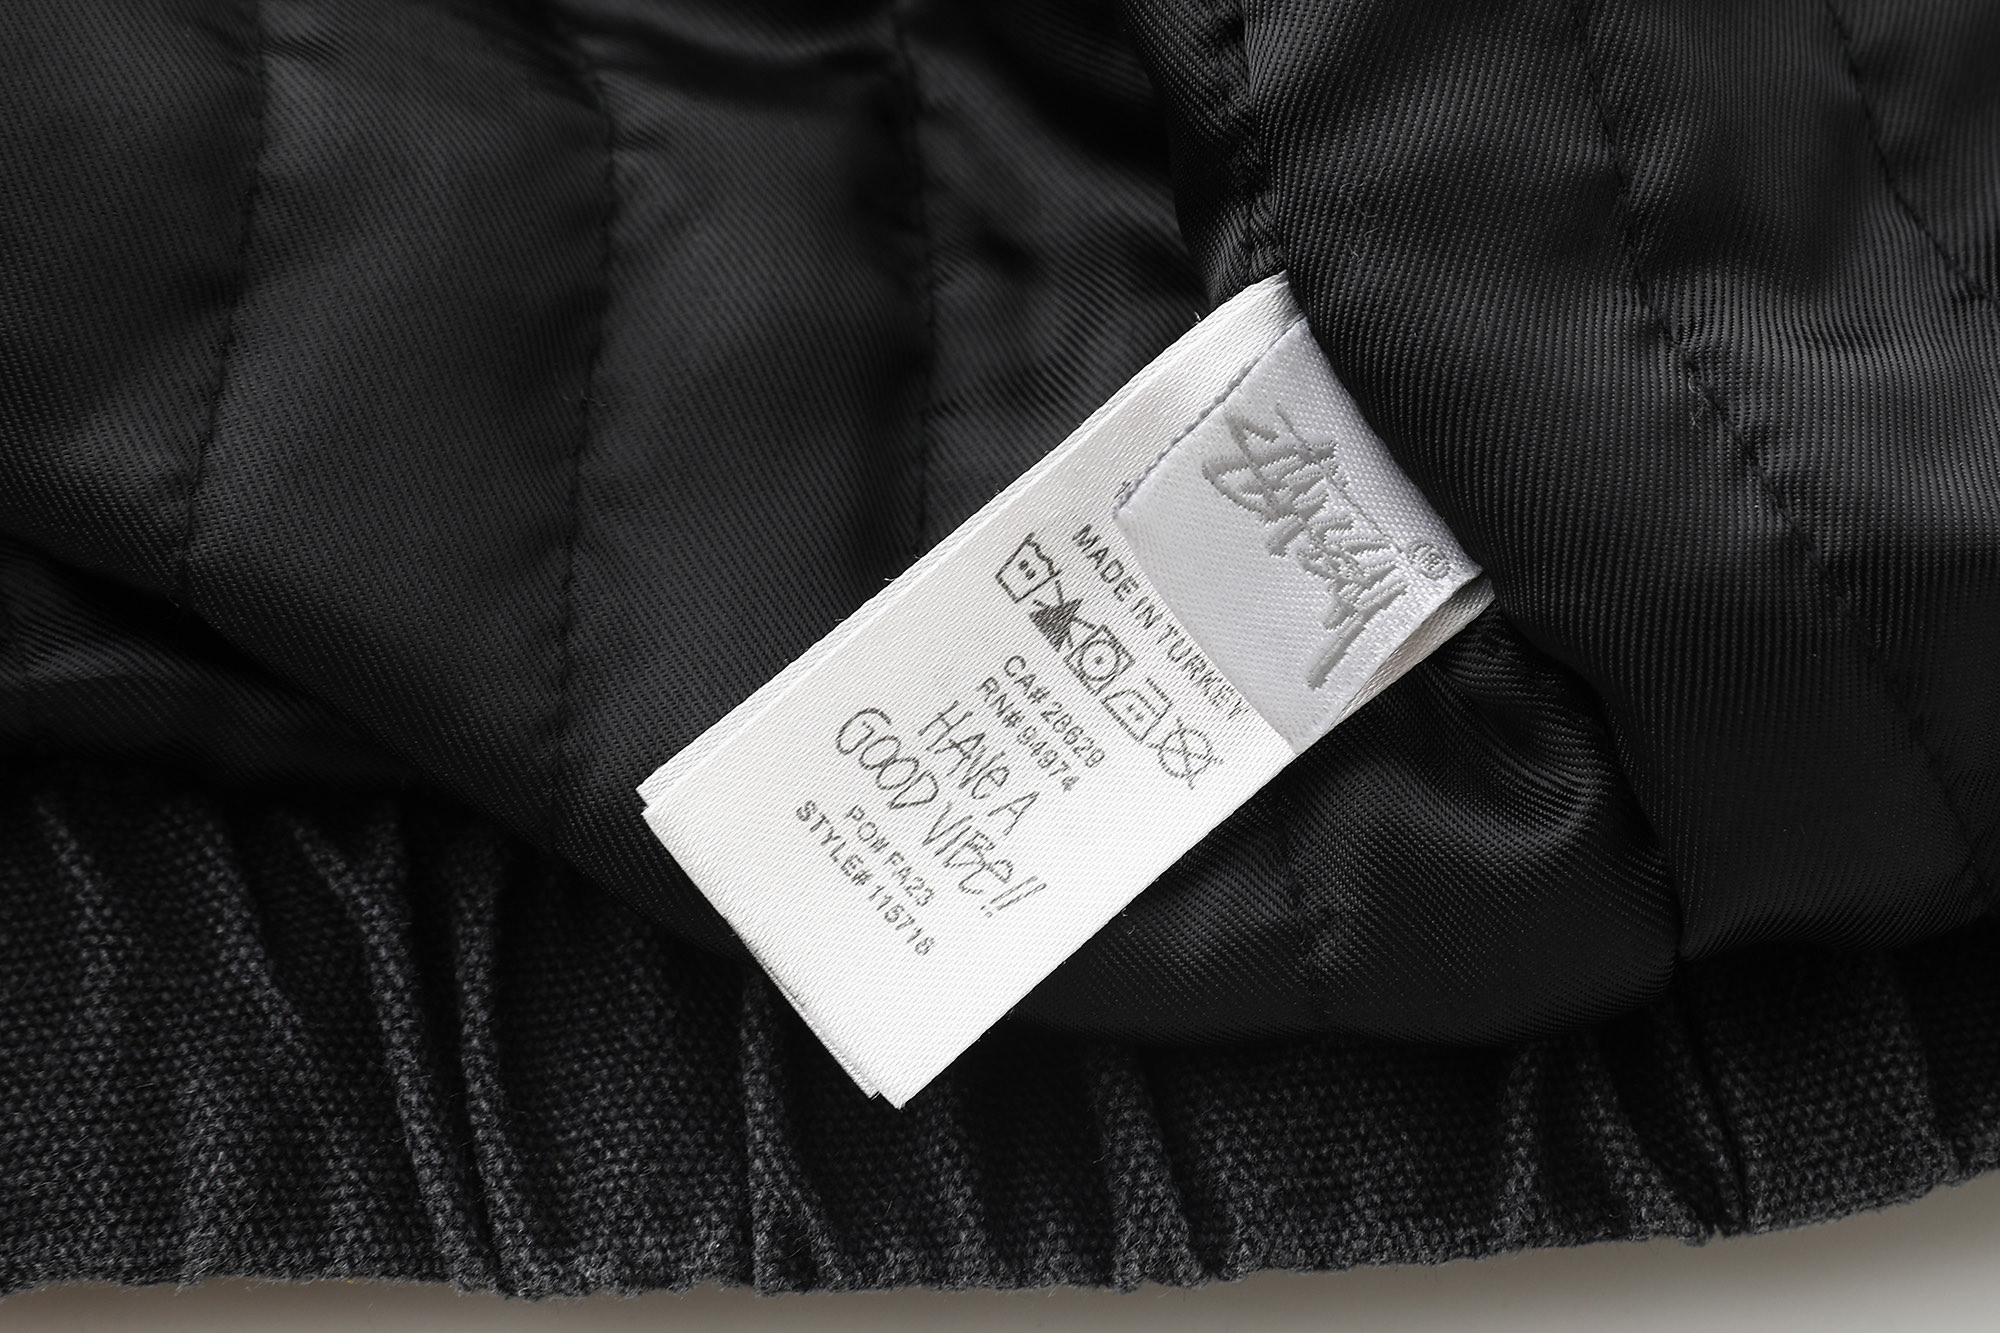 Stüssy®
MADE IN TURKEY
CA# 28629
RN# 94974
HAVE A
GOOD VIBE!!
PO# FA23
STYLE# 115718